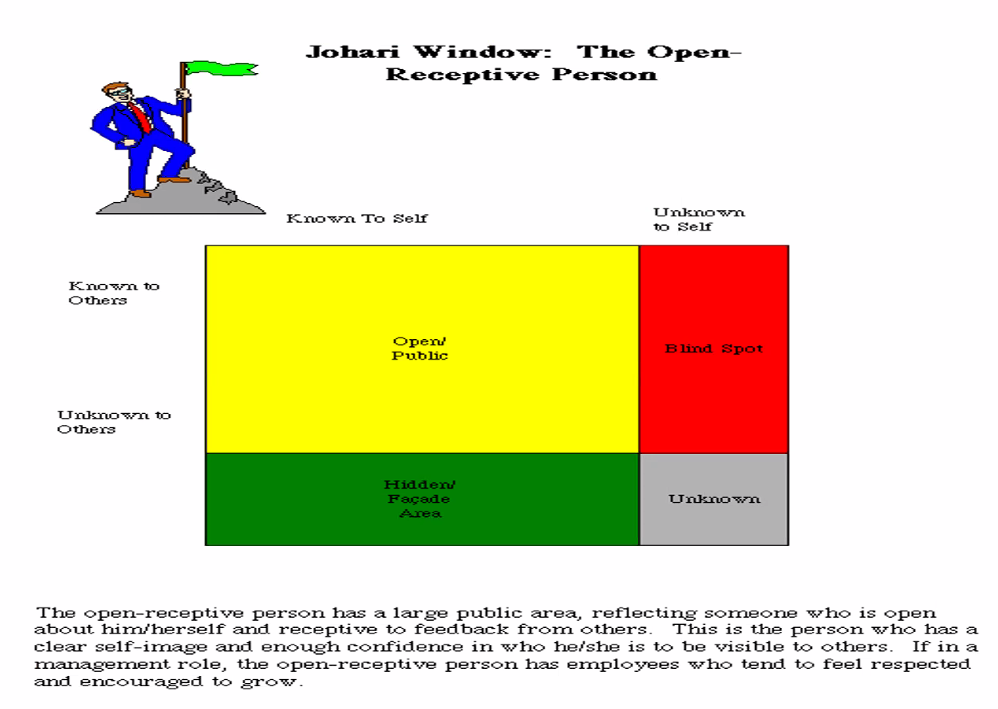 Johari Window:  The Open-
Receptive Person
Known To Self
Unknown
to Self
Known to
Others
Open/
Public
Blind Spot
Unknown to
Others
Hidden/
Façade
Area
Unknown
The open-receptive person has a large public area, reflecting someone who is open
about him/herself and receptive to feedback from others.  This is the person who has a
clear self-image and enough confidence in who he/she is to be visible to others.  If in a
management role, the open-receptive person has employees who tend to feel respected
and encouraged to grow.